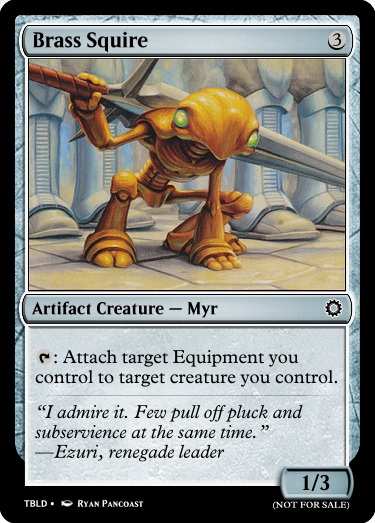 Brass Squire 3
Artifact Creature — Myr
: Attach target Equipment you
control to target creature you control.
“I admire it. Few pull off pluck and
subservience at the same time.”
—Ezuri, renegade leader
1/3
TBLD • Ryan Pancoast
(NOT FOR SALE)